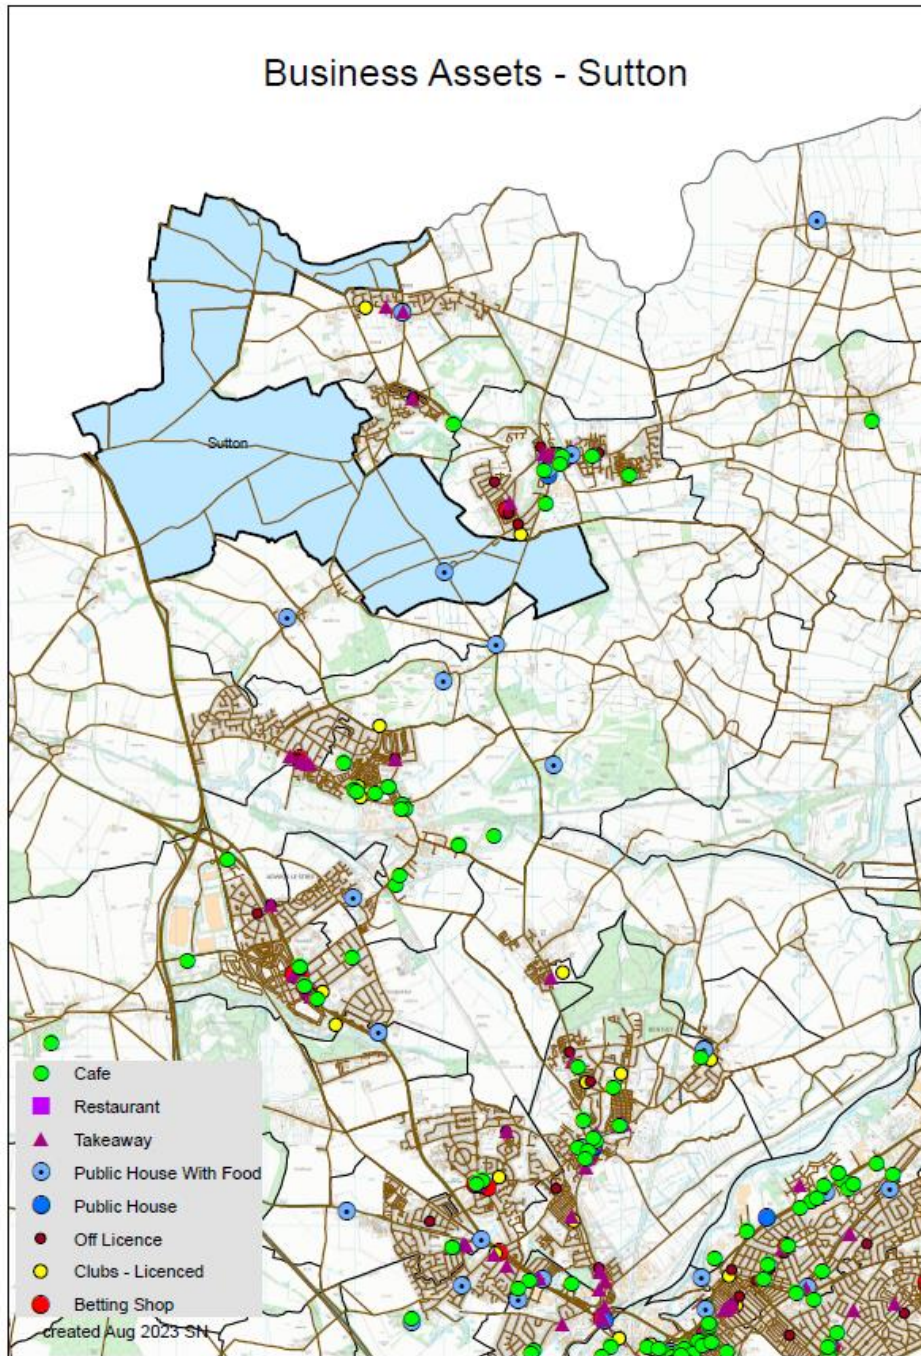 Business Assets - Sutton
Sutton
Cafe
Restaurant
Takeaway
Public House With Food
Public House
Off Licence
Clubs - Licenced
Betting Shop
created Aug 2023 SN